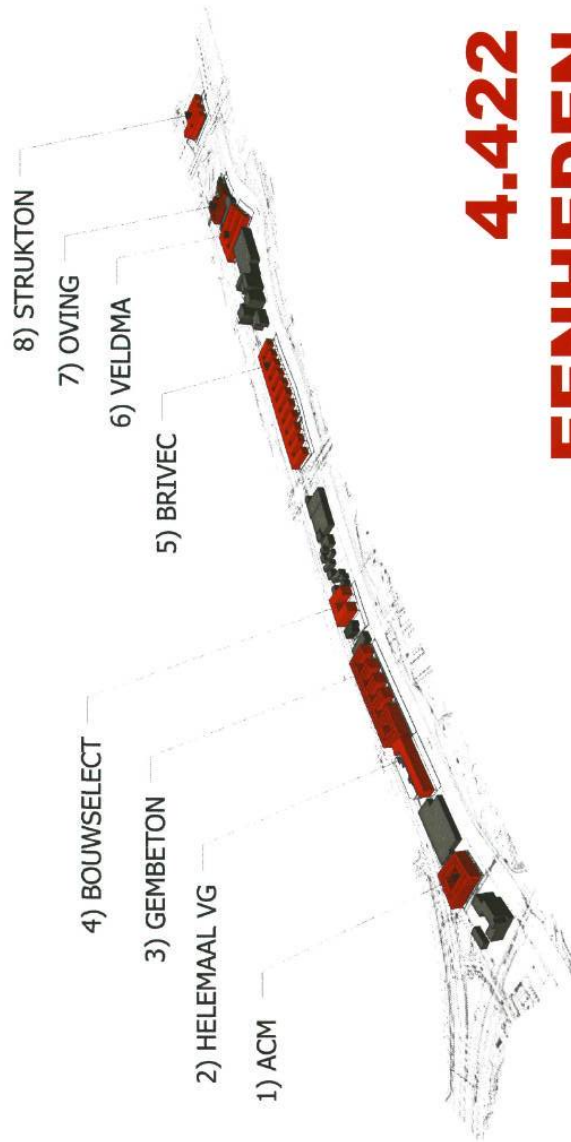 4) BOUWSELECT
3) GEMBETON
2) HELEMAAL VG
1) ACM
8) STRUKTON
7) OVING
6) VELDMA
5) BRIVEC
4.422
EENHEDEN